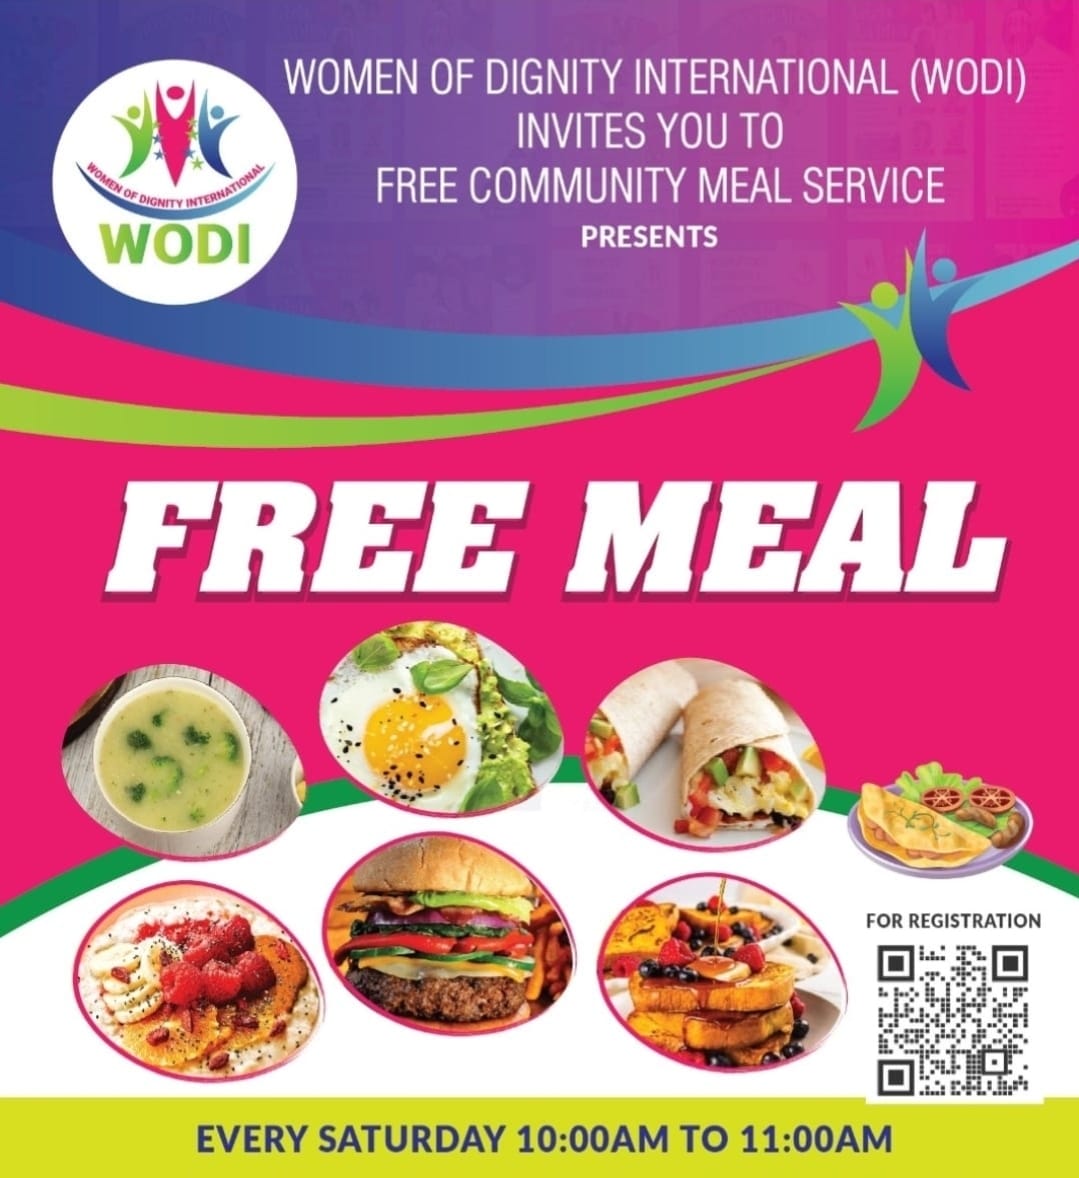 WOMEN OF DIGNITY INTERNATIONAL (WODI)
INVITES YOU TO
FREE COMMUNITY MEAL SERVICE
PRESENTS
WOMEN OF DIGNITY INTERNATIONAL
WODI
FREE MEAL
FOR REGISTRATION
EVERY SATURDAY 10:00AM TO 11:00AM